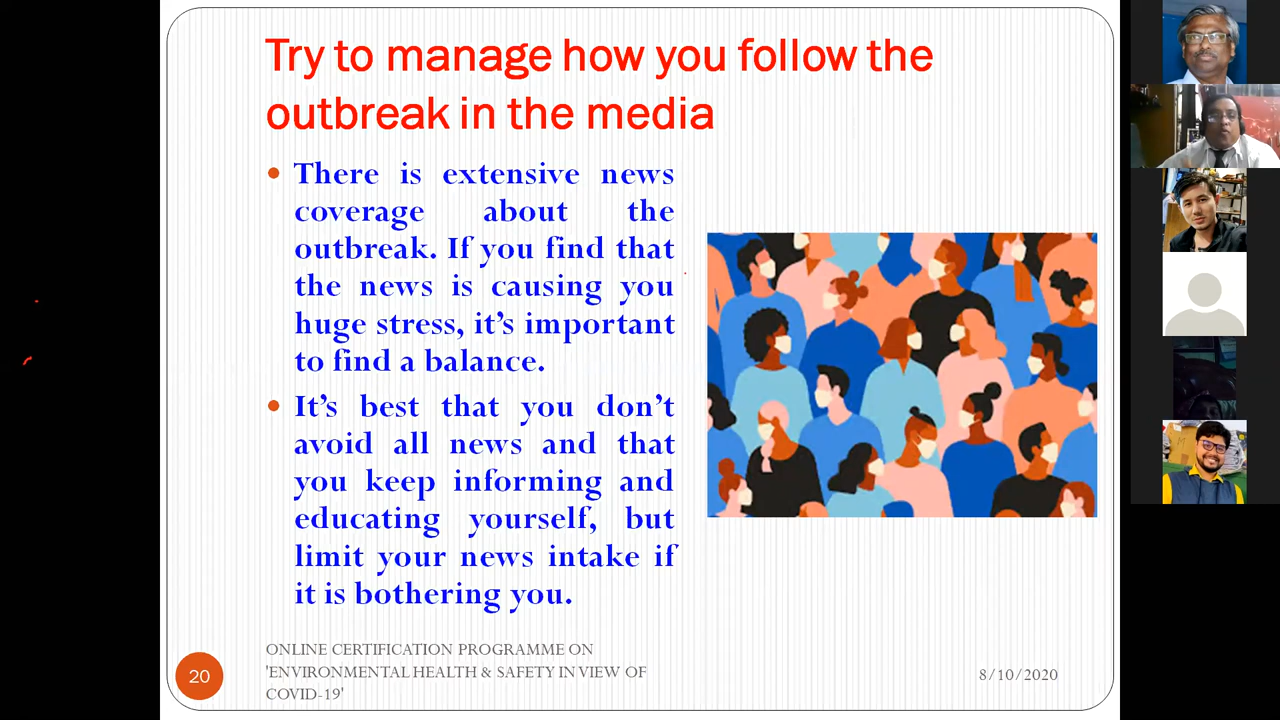 Try to manage how you follow the
outbreak in the media
There is extensive news
coverage about the
outbreak. If you find that
the news is causing you
huge stress, it's important
to find a balance.
It's best that you don't
avoid all news and that
you keep informing and
educating yourself, but
limit your news intake if
it is bothering you.
20
ONLINE CERTIFICATION PROGRAMME ON
'ENVIRONMENTAL HEALTH & SAFETY IN VIEW OF
COVID-19'
8/10/2020